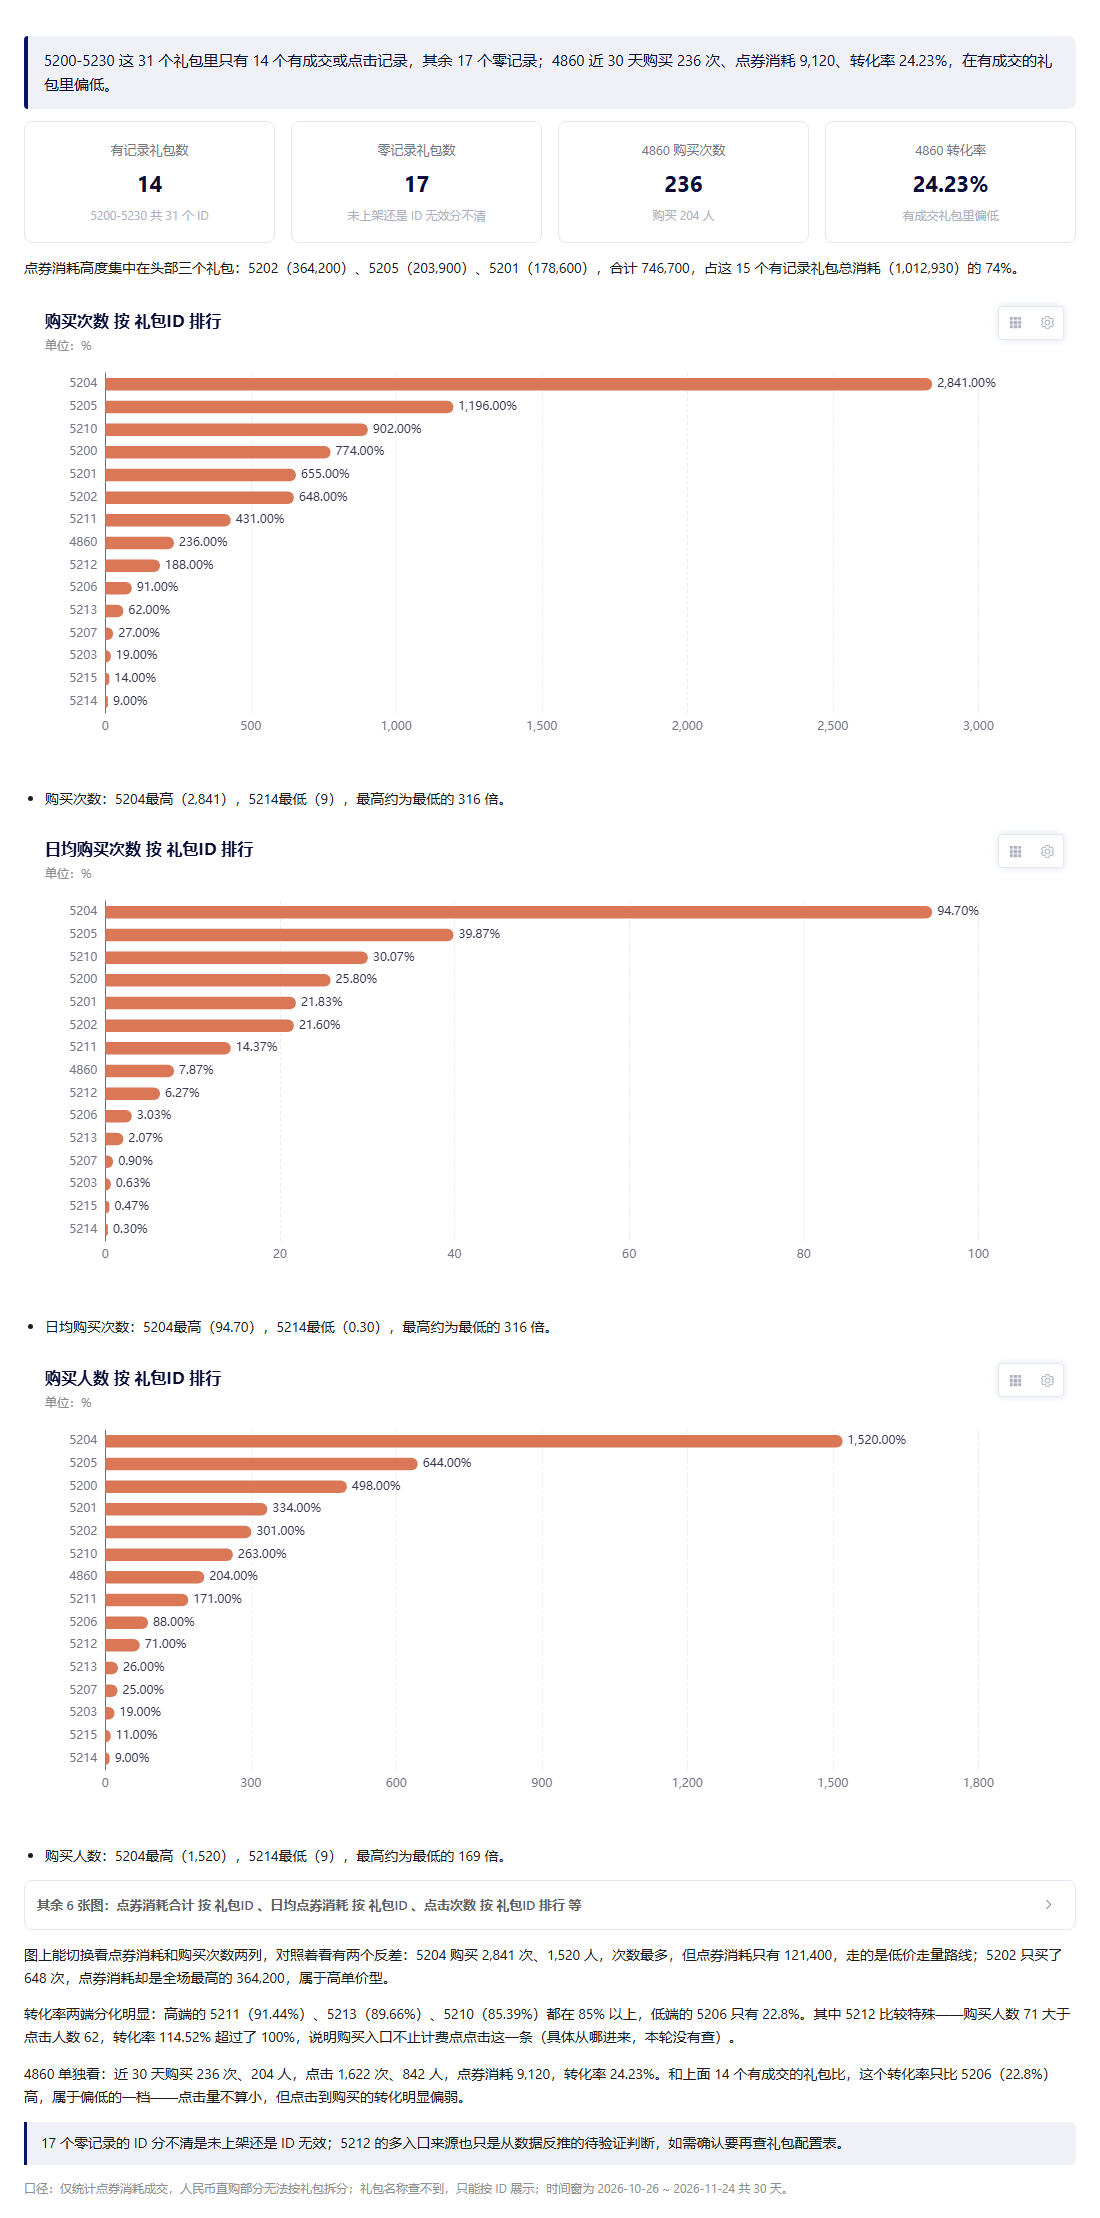 5200-5230 这 31 个礼包里只有 14 个有成交或点击记录，其余 17 个零记录；4860 近 30 天购买 236 次、点券消耗 9,120、转化率 24.23%，在有成交的礼
包里偏低。
有记录礼包数
14
5200-5230 共 31 个 ID
零记录礼包数
17
未上架还是 ID 无效分不清
4860 购买次数
236
购买 204 人
4860 转化率
24.23%
有成交礼包里偏低
点券消耗高度集中在头部三个礼包：5202（364,200）、5205（203,900）、5201（178,600），合计 746,700，占这 15 个有记录礼包总消耗（1,012,930）的 74%。
购买次数 按 礼包ID 排行
单位：%
5204 2,841.00%
5205 1,196.00%
5210 902.00%
5200 774.00%
5201 655.00%
5202 648.00%
5211 431.00%
4860 236.00%
5212 188.00%
5206 91.00%
5213 62.00%
5207 27.00%
5203 19.00%
5215 14.00%
5214 9.00%
0 500 1,000 1,500 2,000 2,500 3,000
• 购买次数：5204最高（2,841），5214最低（9），最高约为最低的 316 倍。
日均购买次数 按 礼包ID 排行
单位：%
5204 94.70%
5205 39.87%
5210 30.07%
5200 25.80%
5201 21.83%
5202 21.60%
5211 14.37%
4860 7.87%
5212 6.27%
5206 3.03%
5213 2.07%
5207 0.90%
5203 0.63%
5215 0.47%
5214 0.30%
0 20 40 60 80 100
• 日均购买次数：5204最高（94.70），5214最低（0.30），最高约为最低的 316 倍。
购买人数 按 礼包ID 排行
单位：%
5204 1,520.00%
5205 644.00%
5200 498.00%
5201 334.00%
5202 301.00%
5210 263.00%
4860 204.00%
5211 171.00%
5206 88.00%
5212 71.00%
5213 26.00%
5207 25.00%
5203 19.00%
5215 11.00%
5214 9.00%
0 300 600 900 1,200 1,500 1,800
• 购买人数：5204最高（1,520），5214最低（9），最高约为最低的 169 倍。
其余 6 张图：点券消耗合计 按 礼包ID 、日均点券消耗 按 礼包ID 、点击次数 按 礼包ID 排行 等
图上能切换看点券消耗和购买次数两列，对照着看有两个反差：5204 购买 2,841 次、1,520 人，次数最多，但点券消耗只有 121,400，走的是低价走量路线；5202 只买了
648 次，点券消耗却是全场最高的 364,200，属于高单价型。
转化率两端分化明显：高端的 5211（91.44%）、5213（89.66%）、5210（85.39%）都在 85% 以上，低端的 5206 只有 22.8%。其中 5212 比较特殊——购买人数 71 大于
点击人数 62，转化率 114.52% 超过了 100%，说明购买入口不止计费点点击这一条（具体从哪进来，本轮没有查）。
4860 单独看：近 30 天购买 236 次、204 人，点击 1,622 次、842 人，点券消耗 9,120，转化率 24.23%。和上面 14 个有成交的礼包比，这个转化率只比 5206（22.8%）
高，属于偏低的一档——点击量不算小，但点击到购买的转化明显偏弱。
17 个零记录的 ID 分不清是未上架还是 ID 无效；5212 的多入口来源也只是从数据反推的待验证判断，如需确认要再查礼包配置表。
口径：仅统计点券消耗成交，人民币直购部分无法按礼包拆分；礼包名称查不到，只能按 ID 展示；时间窗为 2026-10-26 ~ 2026-11-24 共 30 天。